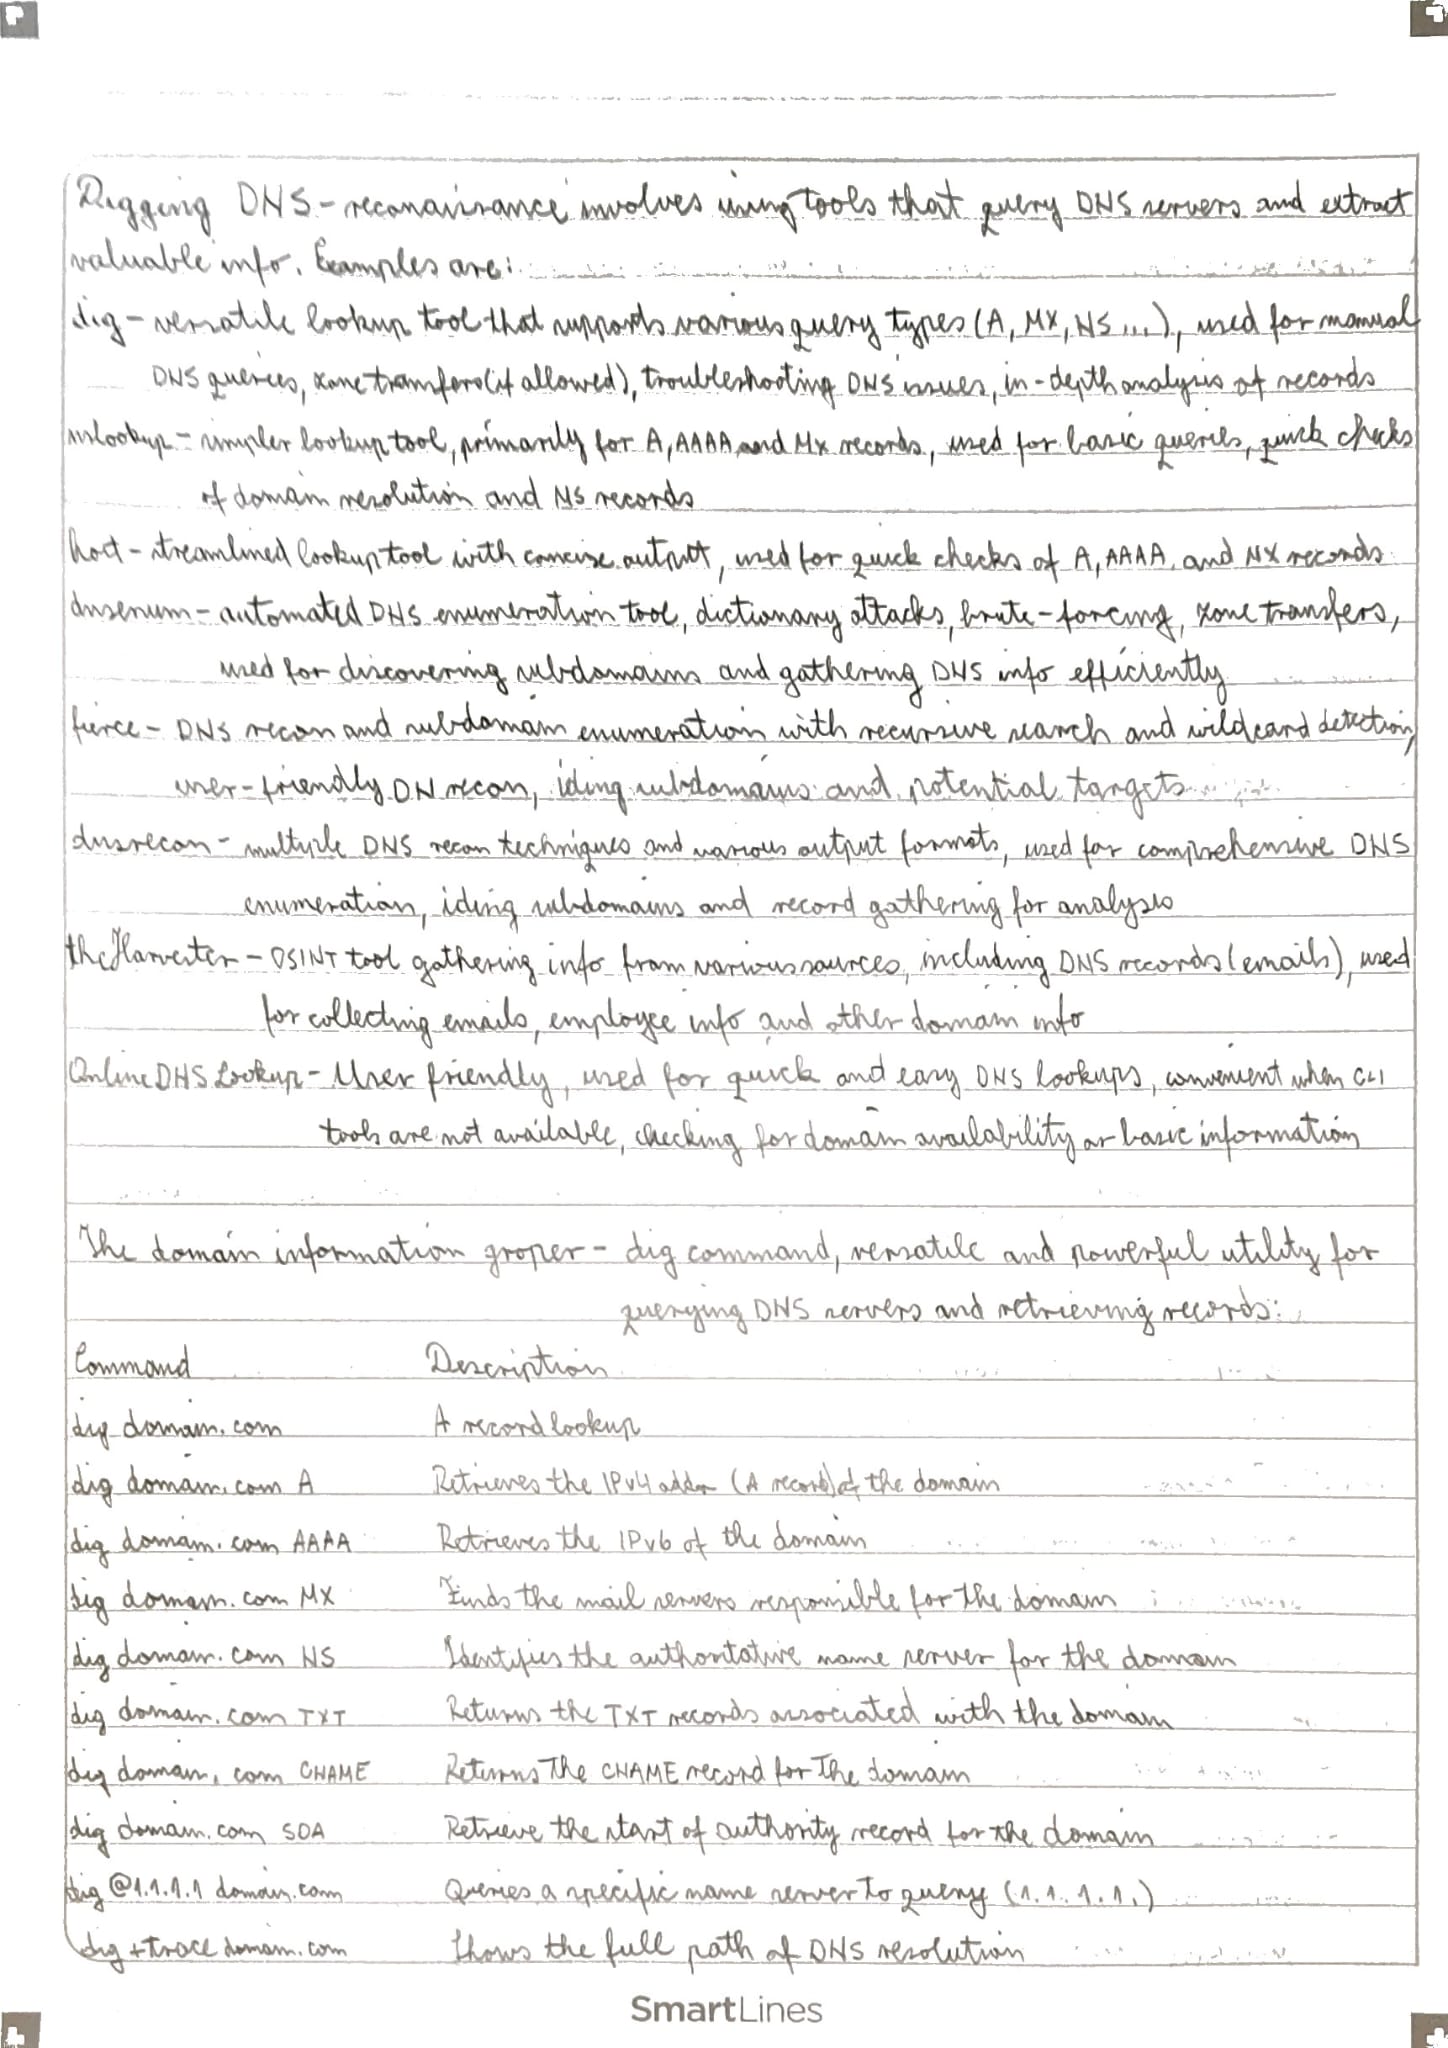 Digging DNS - reconaissance involves using tools that query DNS servers and extract
valuable info. Examples are:
dig - versatile lookup tool that supports various query types (A, MX, NS ...), used for manual
DNS queries, zone transfers (if allowed), troubleshooting DNS issues, in-depth analysis of records
nslookup - simpler lookup tool, primarily for A, AAAA and MX records, used for basic queries, quick checks
of domain resolution and NS records
host - streamlined lookup tool with concise output, used for quick checks of A, AAAA, and MX records
dnsenum - automated DNS enumeration tool, dictionary attacks, brute-forcing, zone transfers,
used for discovering subdomains and gathering DNS info efficiently
fierce - DNS recon and subdomain enumeration with recursive search and wildcard detection,
user-friendly DN recon, iding subdomains and potential targets
dnsrecon - multiple DNS recon techniques and various output formats, used for comprehensive DNS
enumeration, iding subdomains and record gathering for analysis
theHarvester - OSINT tool gathering info from various sources, including DNS records (emails), used
for collecting emails, employee info and other domain info
Online DNS Lookup - User friendly, used for quick and easy DNS lookups, convenient when CLI
tools are not available, checking for domain availability or basic information
The domain information groper - dig command, versatile and powerful utility for
querying DNS servers and retrieving records:
Command Description
dig domain.com A record lookup
dig domain.com A Retrieves the IPv4 addr (A record) of the domain
dig domain.com AAAA Retrieves the IPv6 of the domain
dig domain.com MX Finds the mail servers responsible for the domain
dig domain.com NS Identifies the authoritative name server for the domain
dig domain.com TXT Returns the TXT records associated with the domain
dig domain.com CNAME Returns the CNAME record for the domain
dig domain.com SOA Retrieve the start of authority record for the domain
dig @1.1.1.1 domain.com Queries a specific name server to query (1.1.1.1.)
dig +trace domain.com Shows the full path of DNS resolution
SmartLines